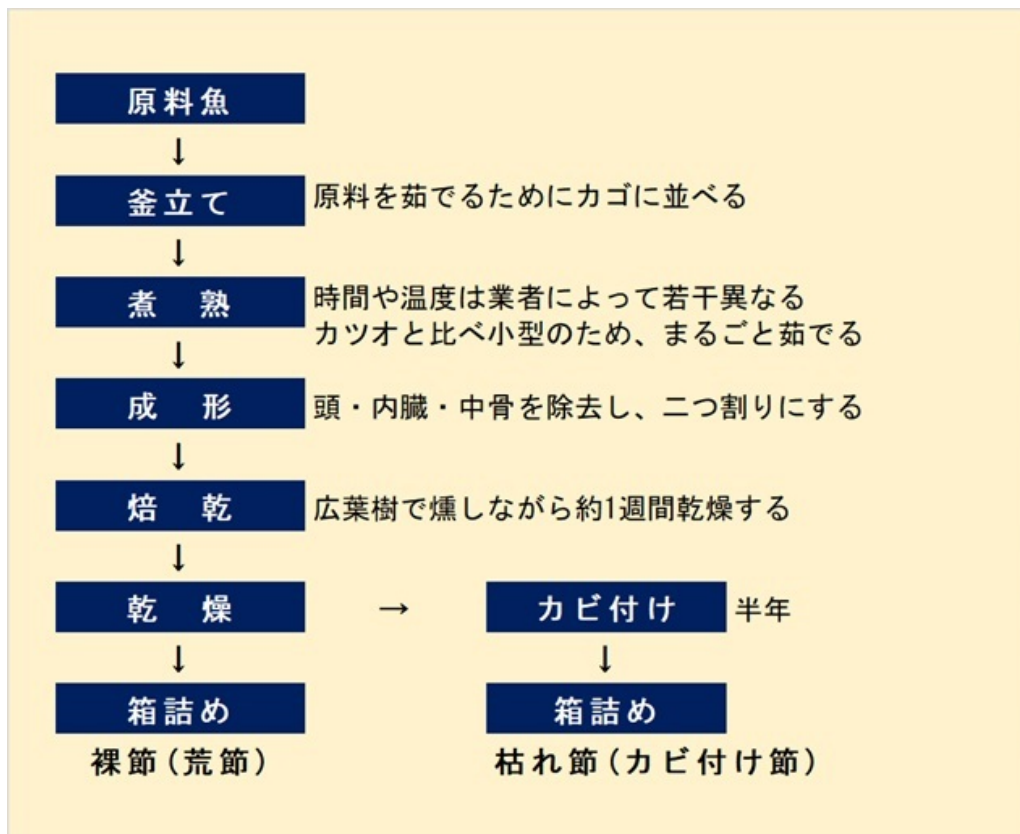 原料魚
↓
釜立て 原料を茹でるためにカゴに並べる
↓
煮 熟 時間や温度は業者によって若干異なる
カツオと比べ小型のため、まるごと茹でる
↓
成 形 頭・内臓・中骨を除去し、二つ割りにする
↓
焙 乾 広葉樹で燻しながら約1週間乾燥する
↓
乾 燥 → カビ付け 半年
↓ ↓
箱詰め 箱詰め
裸節(荒節) 枯れ節(カビ付け節)